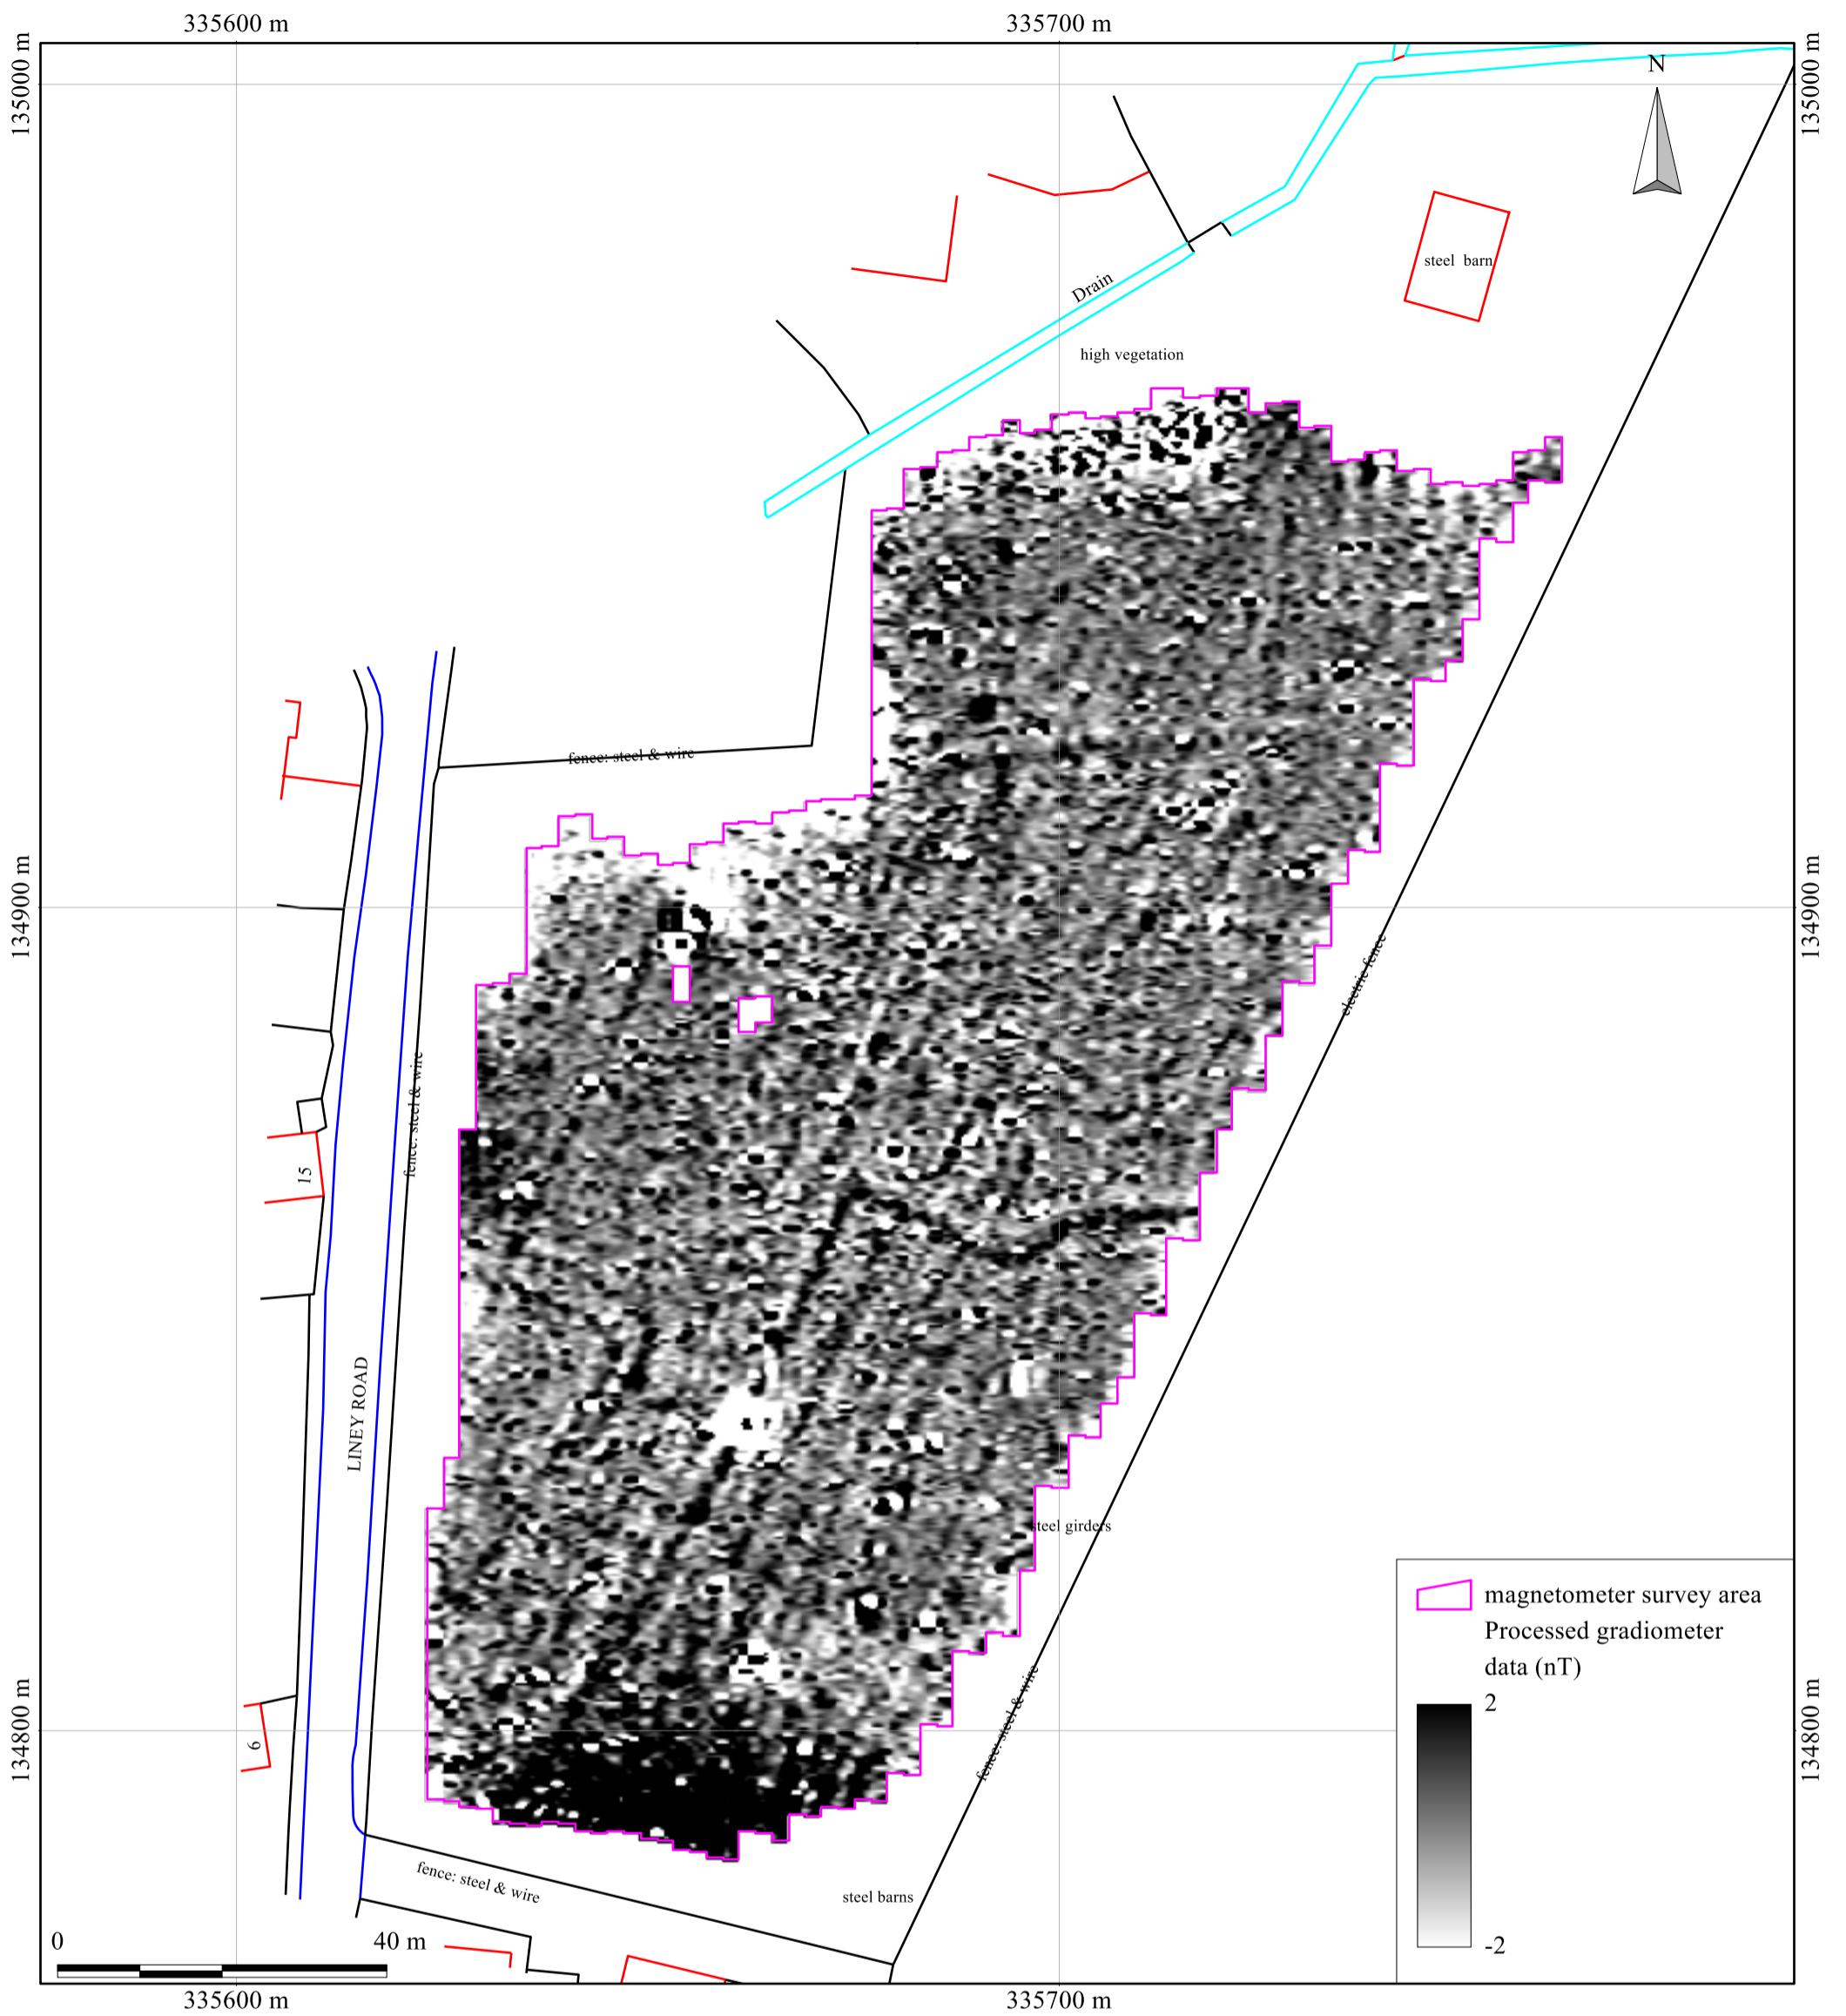 335600 m
335700 m
135000 m
135000 m
N
steel barn
Drain
high vegetation
fence: steel & wire
134900 m
134900 m
electric fence
fence: steel & wire
15
LINEY ROAD
steel girders
magnetometer survey area
Processed gradiometer
data (nT)
2
-2
fence: steel & wire
134800 m
134800 m
6
fence: steel & wire
steel barns
0
40 m
335600 m
335700 m